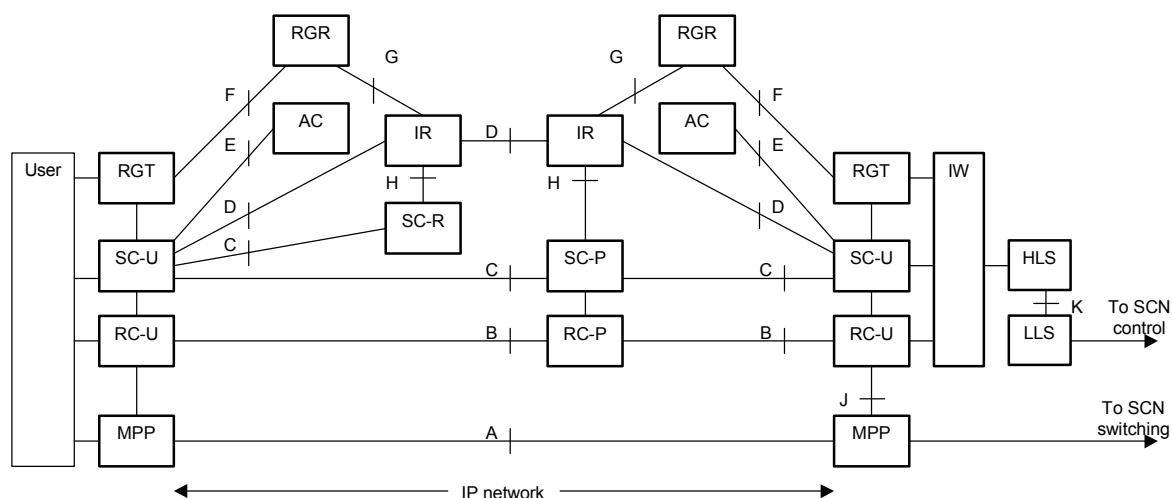 RGR
RGR
G
G
F
F
AC
AC
E
E
IR
D
IR
User
RGT
RGT
IW
H
H
D
D
SC-R
C
SC-U
C
SC-P
C
SC-U
HLS
K
To SCN
control
RC-U
B
RC-P
B
RC-U
LLS
J
To SCN
switching
MPP
A
MPP
IP network